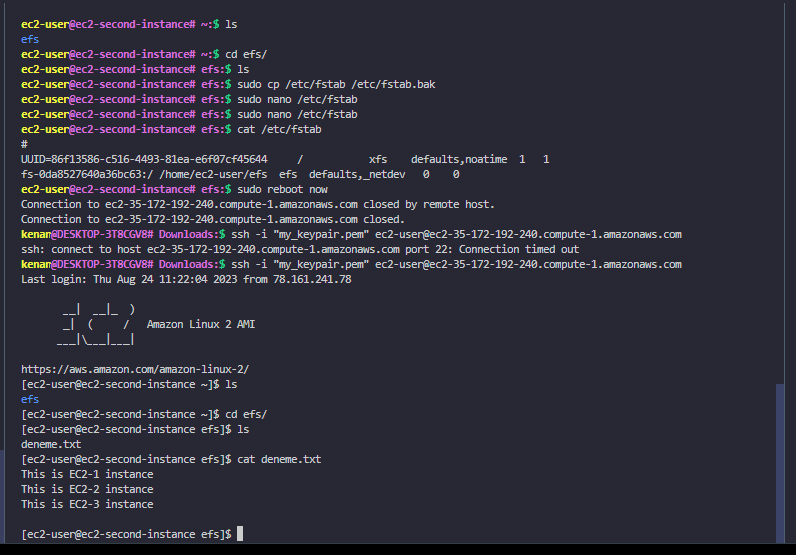 ec2-user@ec2-second-instance# ~:$ ls
efs
ec2-user@ec2-second-instance# ~:$ cd efs/
ec2-user@ec2-second-instance# efs:$ ls
ec2-user@ec2-second-instance# efs:$ sudo cp /etc/fstab /etc/fstab.bak
ec2-user@ec2-second-instance# efs:$ sudo nano /etc/fstab
ec2-user@ec2-second-instance# efs:$ sudo nano /etc/fstab
ec2-user@ec2-second-instance# efs:$ cat /etc/fstab
#
UUID=86f13586-c516-4493-81ea-e6f07cf45644     /           xfs    defaults,noatime  1   1
fs-0da8527640a36bc63:/ /home/ec2-user/efs  efs  defaults,_netdev   0    0
ec2-user@ec2-second-instance# efs:$ sudo reboot now
Connection to ec2-35-172-192-240.compute-1.amazonaws.com closed by remote host.
Connection to ec2-35-172-192-240.compute-1.amazonaws.com closed.
kenan@DESKTOP-3T8CGV8# Downloads:$ ssh -i "my_keypair.pem" ec2-user@ec2-35-172-192-240.compute-1.amazonaws.com
ssh: connect to host ec2-35-172-192-240.compute-1.amazonaws.com port 22: Connection timed out
kenan@DESKTOP-3T8CGV8# Downloads:$ ssh -i "my_keypair.pem" ec2-user@ec2-35-172-192-240.compute-1.amazonaws.com
Last login: Thu Aug 24 11:22:04 2023 from 78.161.241.78

       __|  __|_  )
       _|  (     /   Amazon Linux 2 AMI
      ___|\___|___|

https://aws.amazon.com/amazon-linux-2/
[ec2-user@ec2-second-instance ~]$ ls
efs
[ec2-user@ec2-second-instance ~]$ cd efs/
[ec2-user@ec2-second-instance efs]$ ls
deneme.txt
[ec2-user@ec2-second-instance efs]$ cat deneme.txt
This is EC2-1 instance
This is EC2-2 instance
This is EC2-3 instance

[ec2-user@ec2-second-instance efs]$